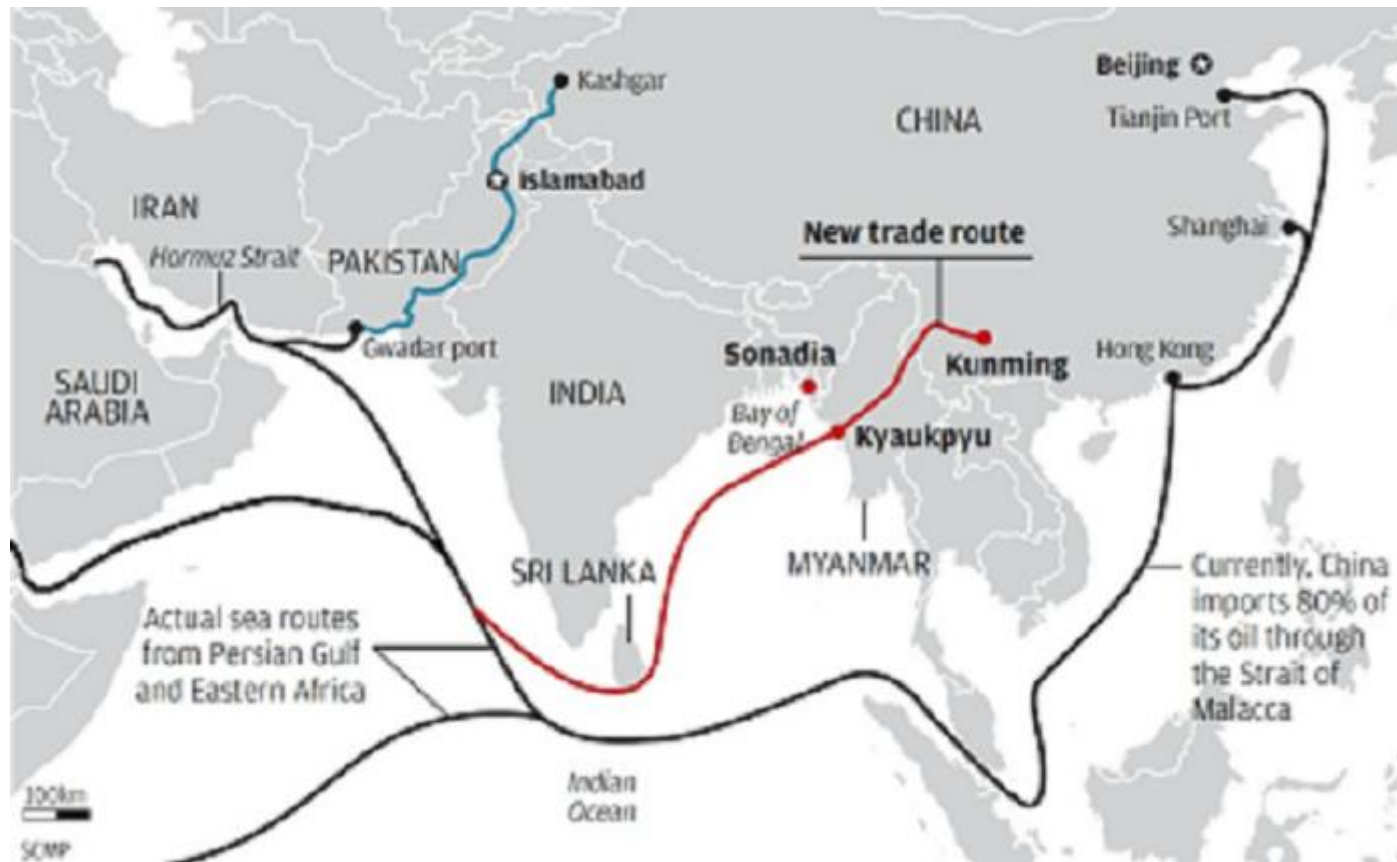 Kashgar
Beijing
Tianjin Port
CHINA
islamabad
IRAN
Shanghai
New trade route
Hormuz Strait
PAKISTAN
Gwadar port
Sonadia
Hong Kong
Kunming
SAUDI
ARABIA
INDIA
Bay of
Bengal
Kyaukpyu
SRI LANKA
MYANMAR
Currently, China
imports 80% of
its oil through
the Strait of
Malacca
Actual sea routes
from Persian Gulf
and Eastern Africa
Indian
Ocean
100km
SCMP